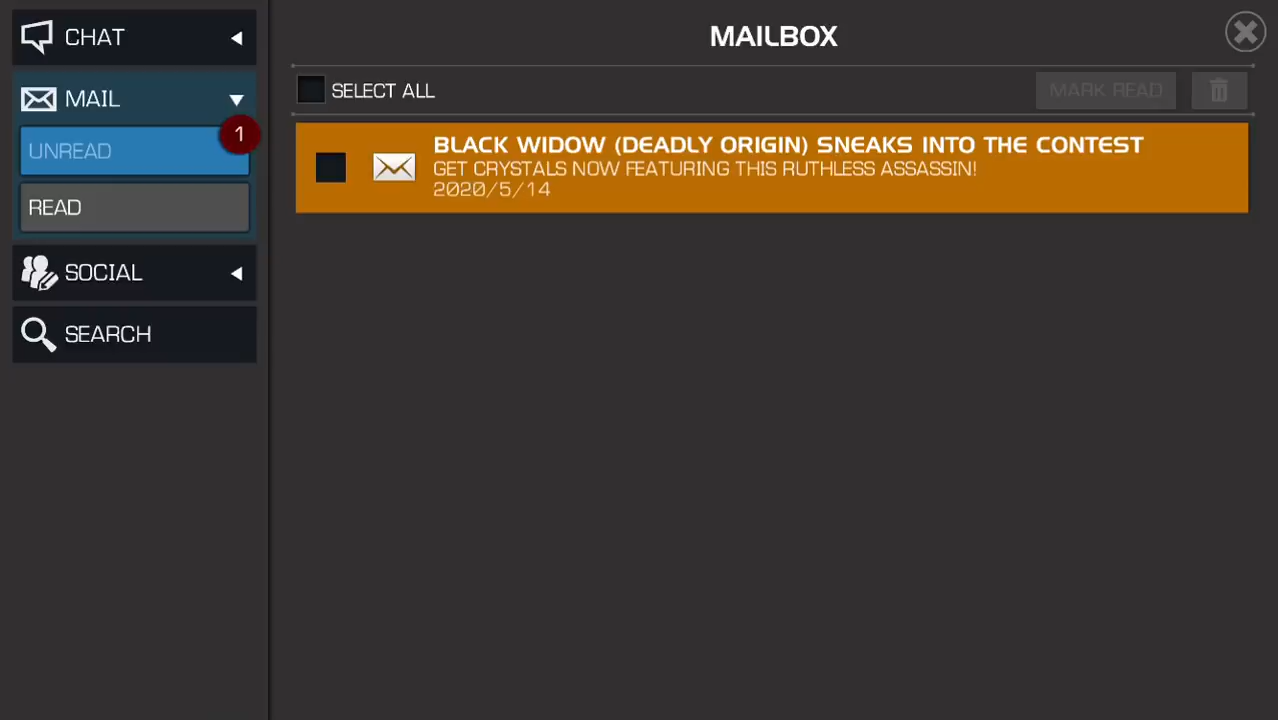 CHAT
MAIL
1
UNREAD
READ
SOCIAL
SEARCH
MAILBOX
SELECT ALL
MARK READ
BLACK WIDOW (DEADLY ORIGIN) SNEAKS INTO THE CONTEST
GET CRYSTALS NOW FEATURING THIS RUTHLESS ASSASSIN!
2020/5/14